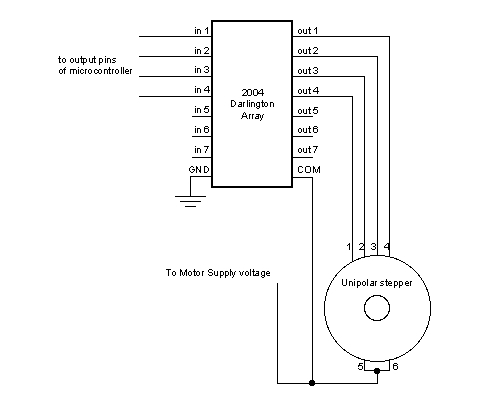 in 1 out 1
in 2 out 2
to output pins
of microcontroller
in 3 out 3
in 4 out 4
2004
Darlington
Array
in 5 out 5
in 6 out 6
in 7 out 7
GND COM
1 2 3 4
To Motor Supply voltage
Unipolar stepper
5 6